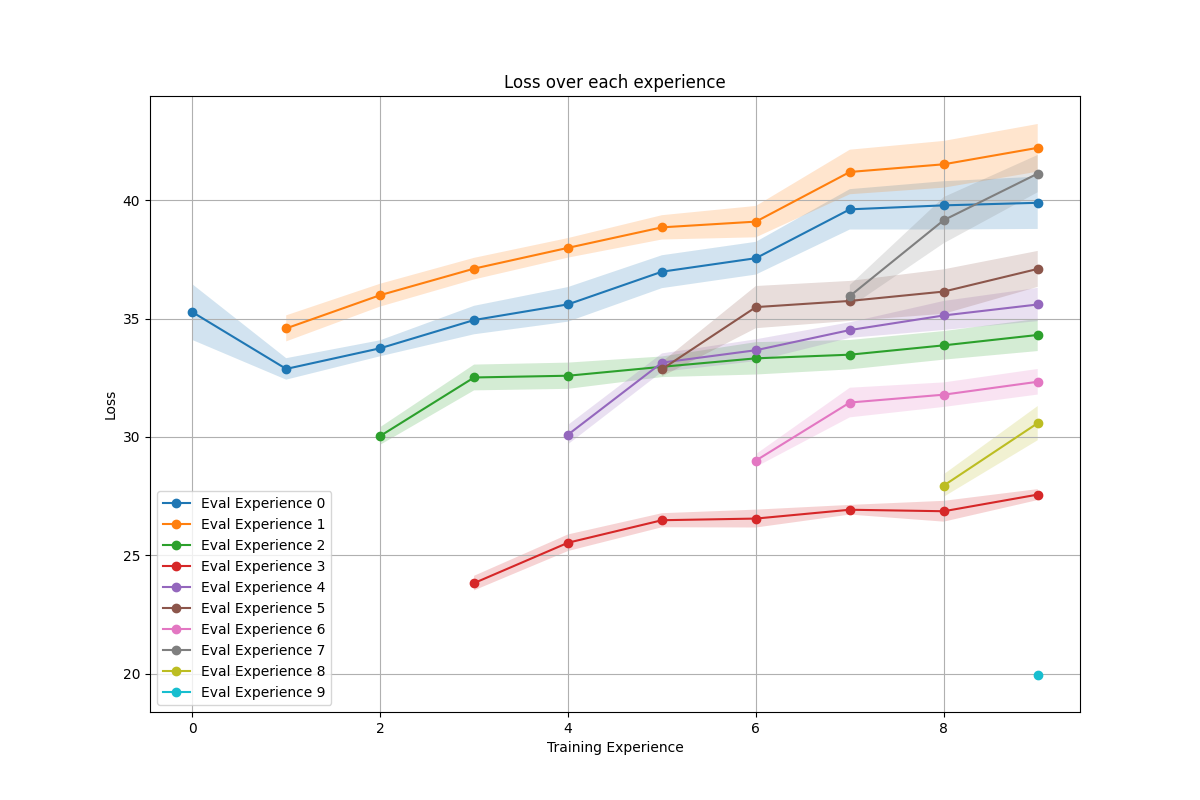 Loss over each experience
Loss
40
35
30
25
20
Eval Experience 0
Eval Experience 1
Eval Experience 2
Eval Experience 3
Eval Experience 4
Eval Experience 5
Eval Experience 6
Eval Experience 7
Eval Experience 8
Eval Experience 9
0 2 4 6 8
Training Experience